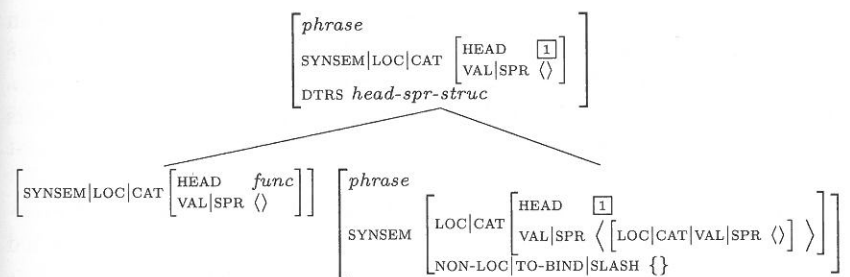 phrase
SYNSEM|LOC|CAT [HEAD [1]
VAL|SPR ⟨⟩]
DTRS head-spr-struc
[SYNSEM|LOC|CAT [HEAD func
VAL|SPR ⟨⟩]]
phrase
SYNSEM [LOC|CAT [HEAD [1]
VAL|SPR ⟨[LOC|CAT|VAL|SPR ⟨⟩]⟩]
NON-LOC|TO-BIND|SLASH {}]